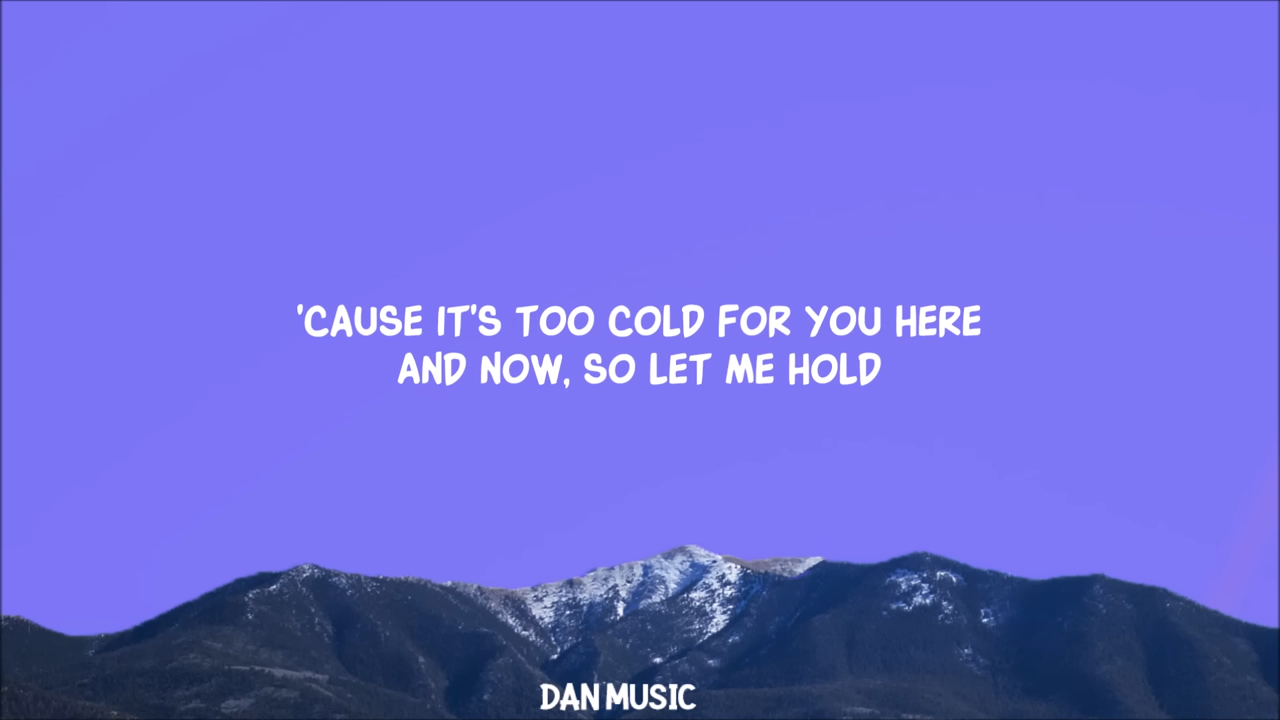 'CAUSE IT'S TOO COLD FOR YOU HERE
AND NOW, SO LET ME HOLD
DAN MUSIC